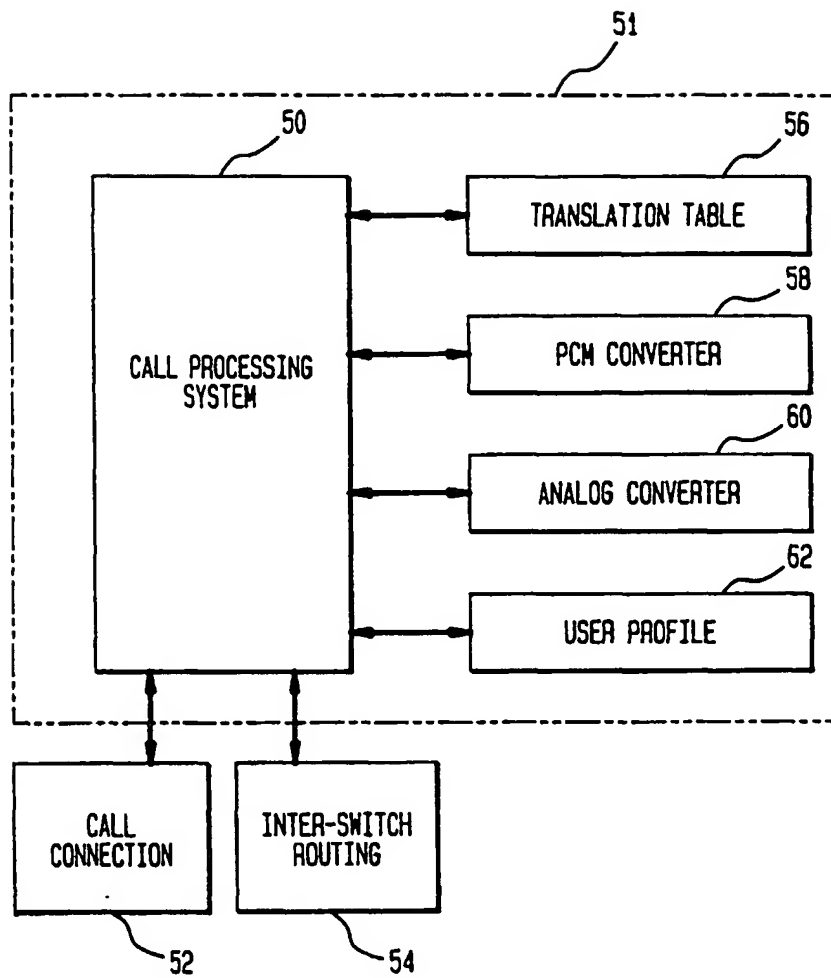 51
50
56
TRANSLATION TABLE
58
CALL PROCESSING
SYSTEM
PCM CONVERTER
60
ANALOG CONVERTER
62
USER PROFILE
CALL
CONNECTION
INTER-SWITCH
ROUTING
52
54